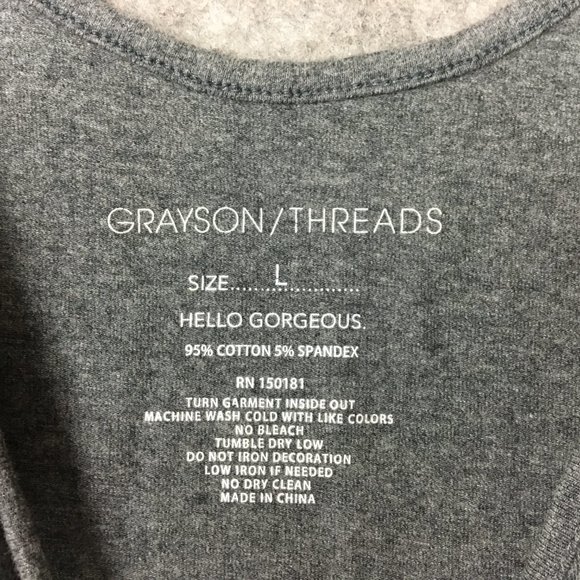 GRAYSON/THREADS
SIZE....................L....................
HELLO GORGEOUS.
95% COTTON 5% SPANDEX
RN 150181
TURN GARMENT INSIDE OUT
MACHINE WASH COLD WITH LIKE COLORS
NO BLEACH
TUMBLE DRY LOW
DO NOT IRON DECORATION
LOW IRON IF NEEDED
NO DRY CLEAN
MADE IN CHINA